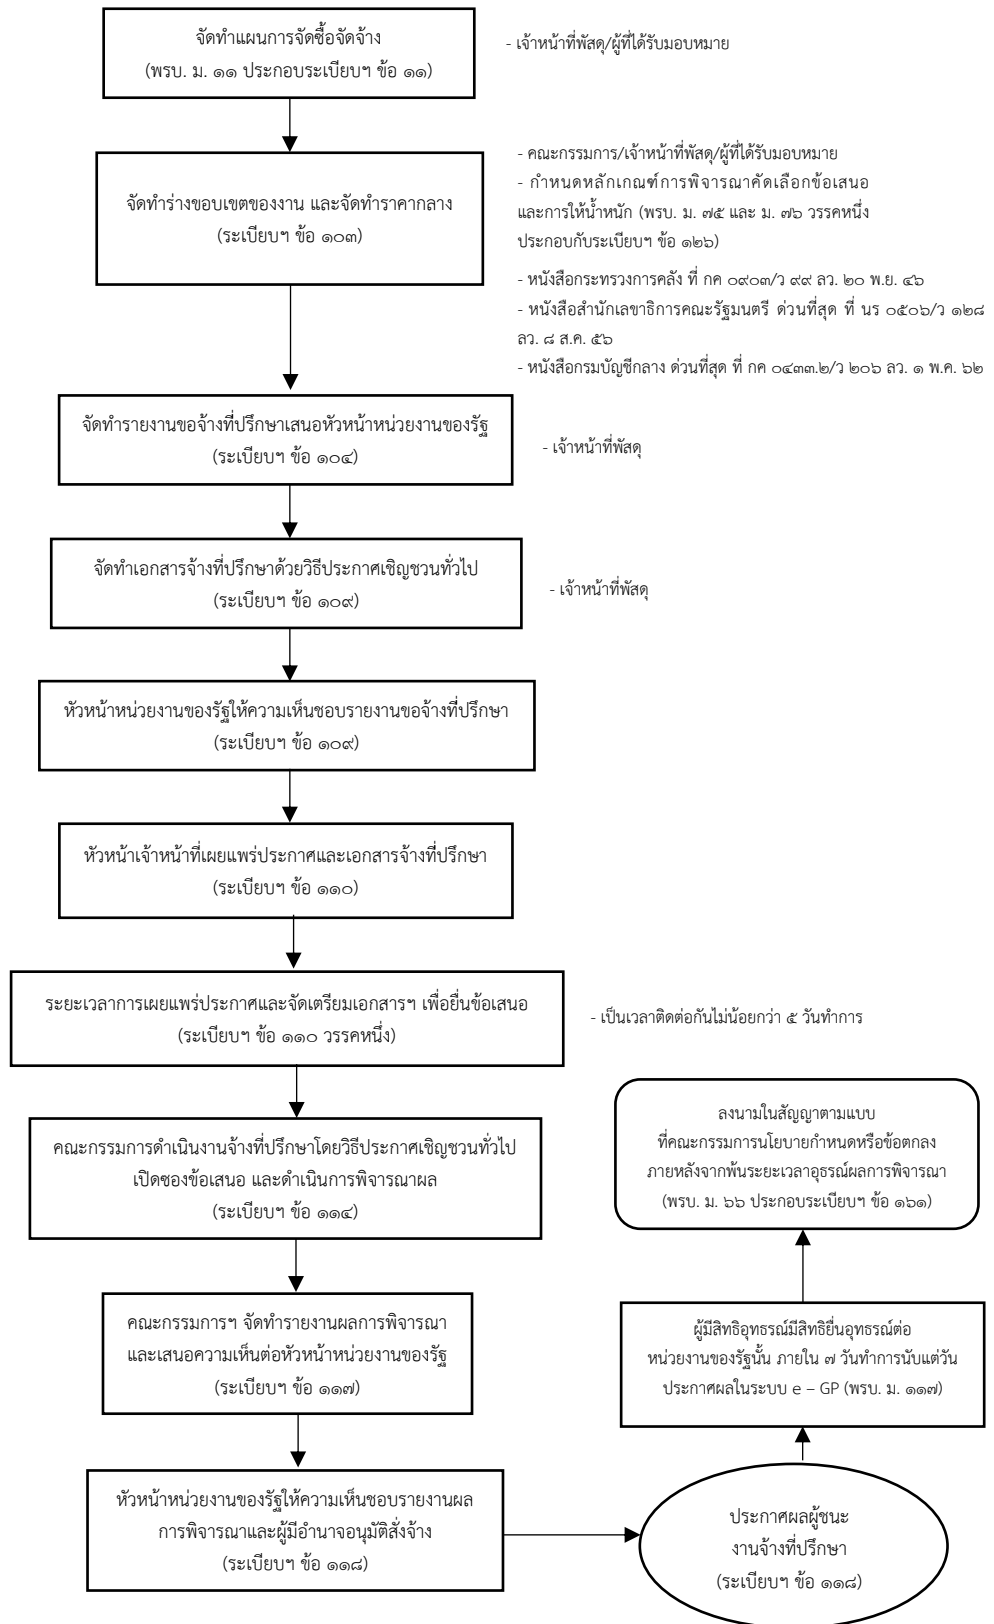 จัดทำแผนการจัดซื้อจัดจ้าง
(พรบ. ม. ๑๑ ประกอบระเบียบฯ ข้อ ๑๑)
- เจ้าหน้าที่พัสดุ/ผู้ที่ได้รับมอบหมาย
จัดทำร่างขอบเขตของงาน และจัดทำราคากลาง
(ระเบียบฯ ข้อ ๑๐๓)
- คณะกรรมการ/เจ้าหน้าที่พัสดุ/ผู้ที่ได้รับมอบหมาย
- กำหนดหลักเกณฑ์การพิจารณาคัดเลือกข้อเสนอ
และการให้น้ำหนัก (พรบ. ม. ๗๕ และ ม. ๗๖ วรรคหนึ่ง
ประกอบกับระเบียบฯ ข้อ ๑๒๖)
- หนังสือกระทรวงการคลัง ที่ กค ๐๙๐๓/ว ๙๙ ลว. ๒๐ พ.ย. ๔๖
- หนังสือสำนักเลขาธิการคณะรัฐมนตรี ด่วนที่สุด ที่ นร ๐๕๐๖/ว ๑๒๘
ลว. ๘ ส.ค. ๕๖
- หนังสือกรมบัญชีกลาง ด่วนที่สุด ที่ กค ๐๔๓๓.๒/ว ๒๐๖ ลว. ๑ พ.ค. ๖๒
จัดทำรายงานขอจ้างที่ปรึกษาเสนอหัวหน้าหน่วยงานของรัฐ
(ระเบียบฯ ข้อ ๑๐๔)
- เจ้าหน้าที่พัสดุ
จัดทำเอกสารจ้างที่ปรึกษาด้วยวิธีประกาศเชิญชวนทั่วไป
(ระเบียบฯ ข้อ ๑๐๙)
- เจ้าหน้าที่พัสดุ
หัวหน้าหน่วยงานของรัฐให้ความเห็นชอบรายงานขอจ้างที่ปรึกษา
(ระเบียบฯ ข้อ ๑๐๙)
หัวหน้าเจ้าหน้าที่เผยแพร่ประกาศและเอกสารจ้างที่ปรึกษา
(ระเบียบฯ ข้อ ๑๑๐)
ระยะเวลาการเผยแพร่ประกาศและจัดเตรียมเอกสารฯ เพื่อยื่นข้อเสนอ
(ระเบียบฯ ข้อ ๑๑๐ วรรคหนึ่ง)
- เป็นเวลาติดต่อกันไม่น้อยกว่า ๕ วันทำการ
คณะกรรมการดำเนินงานจ้างที่ปรึกษาโดยวิธีประกาศเชิญชวนทั่วไป
เปิดซองข้อเสนอ และดำเนินการพิจารณาผล
(ระเบียบฯ ข้อ ๑๑๔)
คณะกรรมการฯ จัดทำรายงานผลการพิจารณา
และเสนอความเห็นต่อหัวหน้าหน่วยงานของรัฐ
(ระเบียบฯ ข้อ ๑๑๗)
หัวหน้าหน่วยงานของรัฐให้ความเห็นชอบรายงานผล
การพิจารณาและผู้มีอำนาจอนุมัติสั่งจ้าง
(ระเบียบฯ ข้อ ๑๑๘)
ประกาศผลผู้ชนะ
งานจ้างที่ปรึกษา
(ระเบียบฯ ข้อ ๑๑๘)
ผู้มีสิทธิอุทธรณ์มีสิทธิยื่นอุทธรณ์ต่อ
หน่วยงานของรัฐนั้น ภายใน ๗ วันทำการนับแต่วัน
ประกาศผลในระบบ e – GP (พรบ. ม. ๑๑๗)
ลงนามในสัญญาตามแบบ
ที่คณะกรรมการนโยบายกำหนดหรือข้อตกลง
ภายหลังจากพ้นระยะเวลาอุธรณ์ผลการพิจารณา
(พรบ. ม. ๖๖ ประกอบระเบียบฯ ข้อ ๑๖๑)